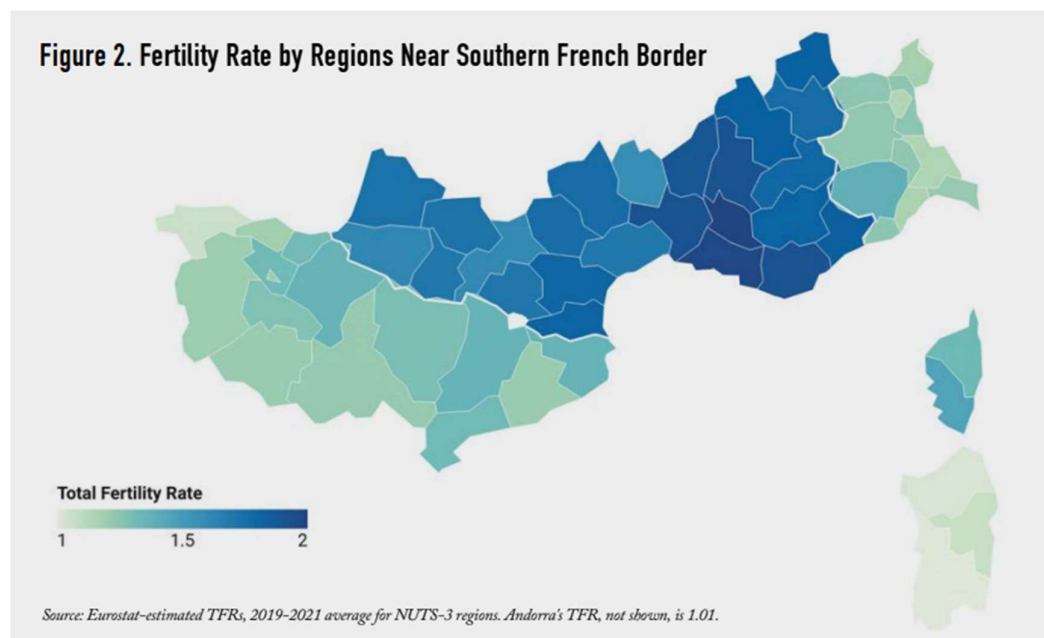 Figure 2. Fertility Rate by Regions Near Southern French Border
Total Fertility Rate
1 1.5 2
Source: Eurostat-estimated TFRs, 2019-2021 average for NUTS-3 regions. Andorra's TFR, not shown, is 1.01.